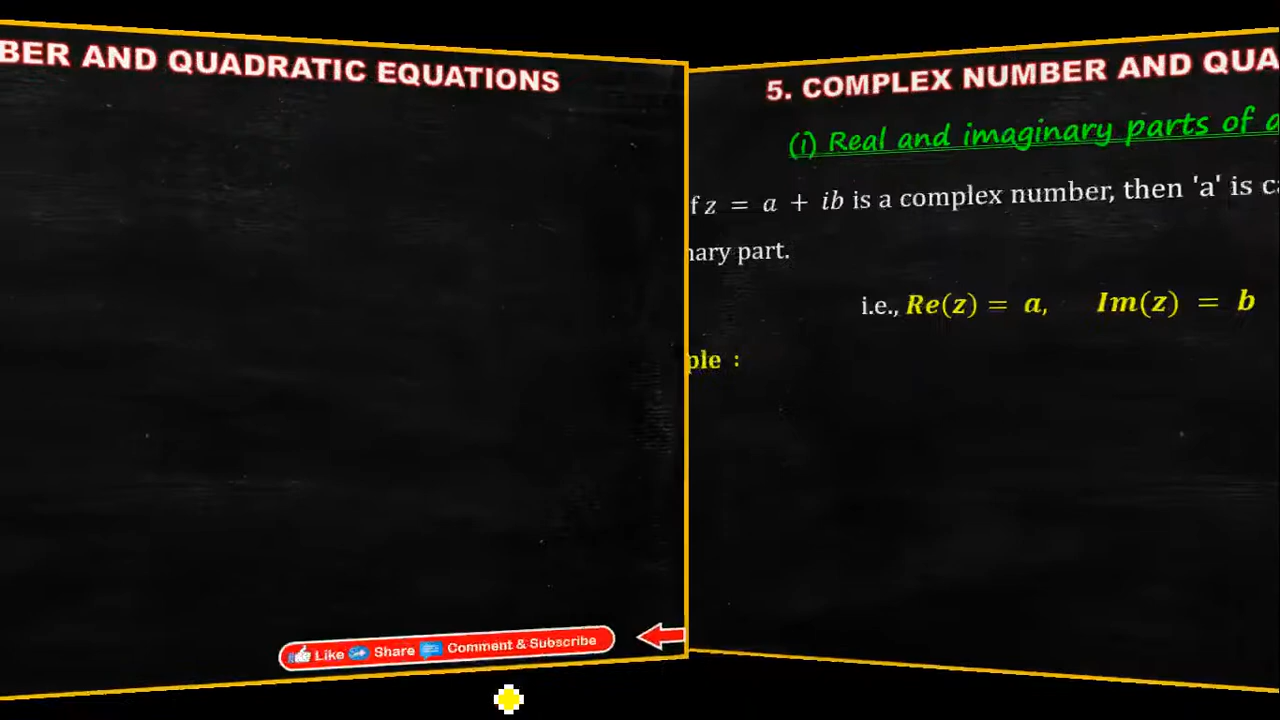 BER AND QUADRATIC EQUATIONS
Like Share Comment & Subscribe
5. COMPLEX NUMBER AND QUA
(i) Real and imaginary parts of
f z = a + ib is a complex number, then 'a' is
nary part.
i.e., Re(z) = a, Im(z) = b
ple :